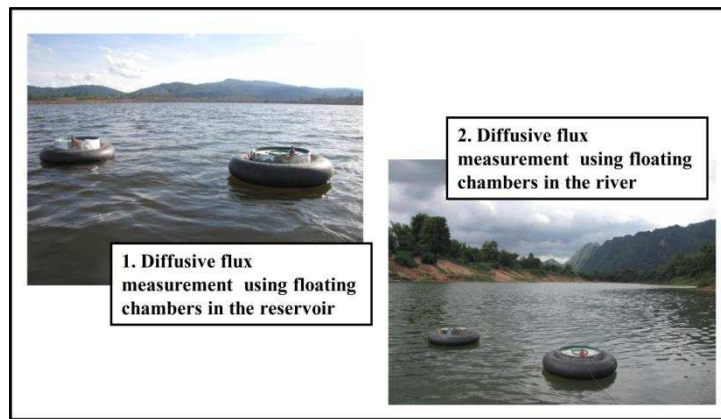 1. Diffusive flux
measurement using floating
chambers in the reservoir
2. Diffusive flux
measurement using floating
chambers in the river